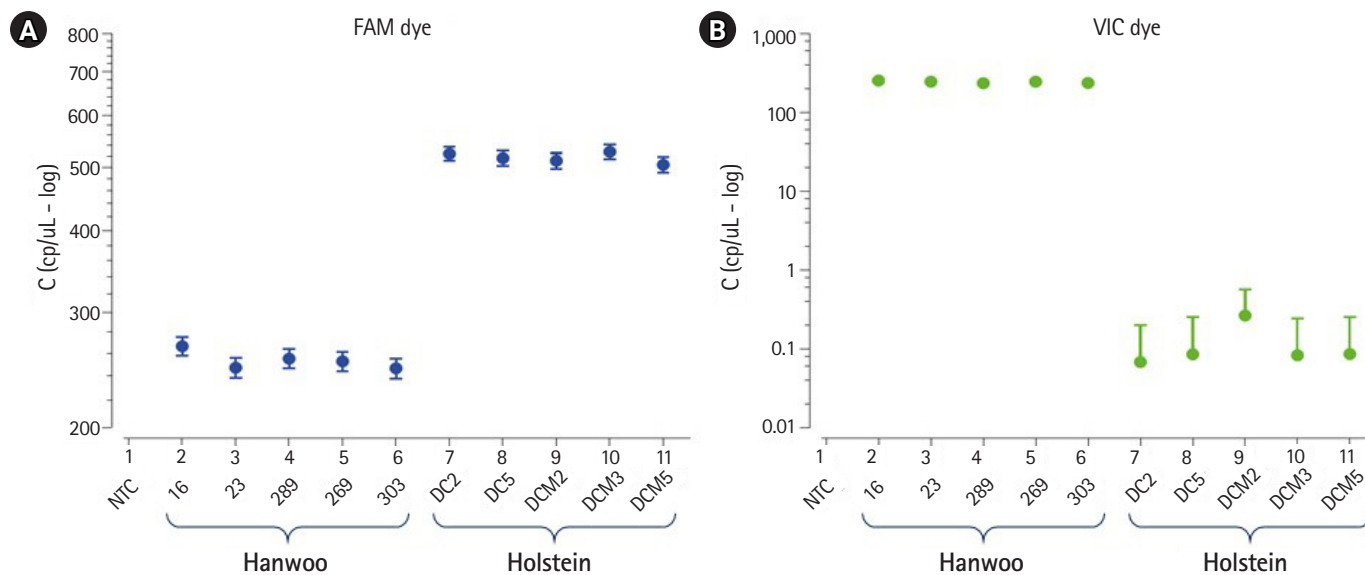 A
FAM dye
C (cp/uL - log)
800
700
600
500
400
300
200
1 2 3 4 5 6 7 8 9 10 11
NTC 16 23 289 269 303 DC2 DC5 DCM2 DCM3 DCM5
Hanwoo Holstein
B
VIC dye
C (cp/uL - log)
1,000
100
10
1
0.1
0.01
1 2 3 4 5 6 7 8 9 10 11
NTC 16 23 289 269 303 DC2 DC5 DCM2 DCM3 DCM5
Hanwoo Holstein